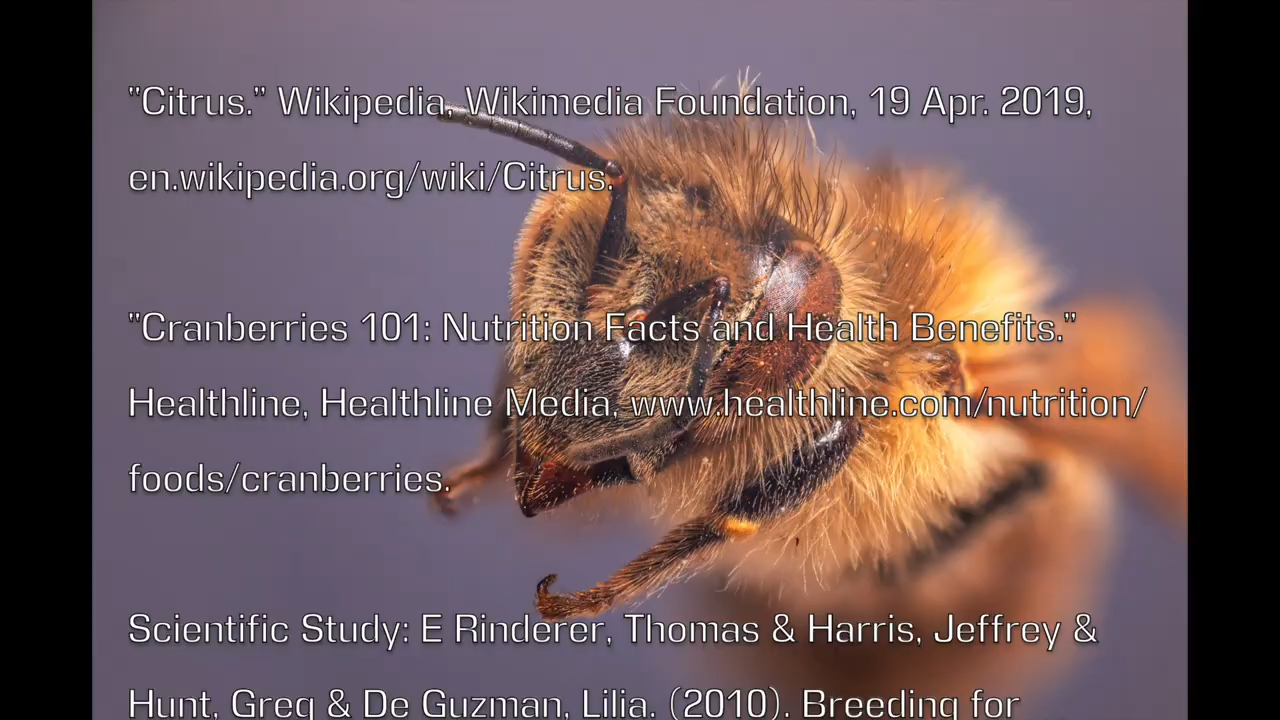 "Citrus." Wikipedia, Wikimedia Foundation, 19 Apr. 2019,
en.wikipedia.org/wiki/Citrus.
"Cranberries 101: Nutrition Facts and Health Benefits."
Healthline, Healthline Media, www.healthline.com/nutrition/
foods/cranberries.
Scientific Study: E Rinderer, Thomas & Harris, Jeffrey &
Hunt, Greg & De Guzman, Lilia. (2010). Breeding for